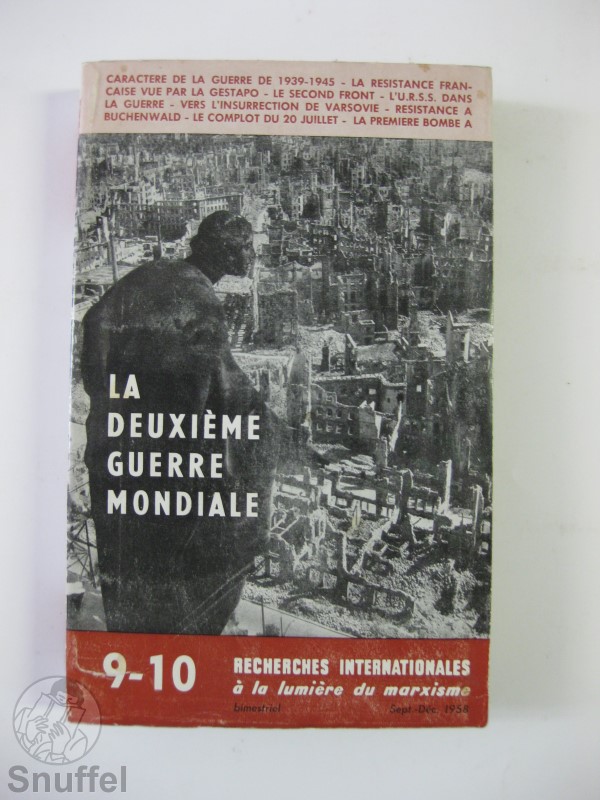 CARACTERE DE LA GUERRE DE 1939-1945 - LA RESISTANCE FRAN-
CAISE VUE PAR LA GESTAPO - LE SECOND FRONT - L'U.R.S.S. DANS
LA GUERRE - VERS L'INSURRECTION DE VARSOVIE - RESISTANCE A
BUCHENWALD - LE COMPLOT DU 20 JUILLET - LA PREMIERE BOMBE A
LA
DEUXIÈME
GUERRE
MONDIALE
9-10
RECHERCHES INTERNATIONALES
à la lumière du marxisme
bimestriel Sept.-Déc. 1958
Snuffel